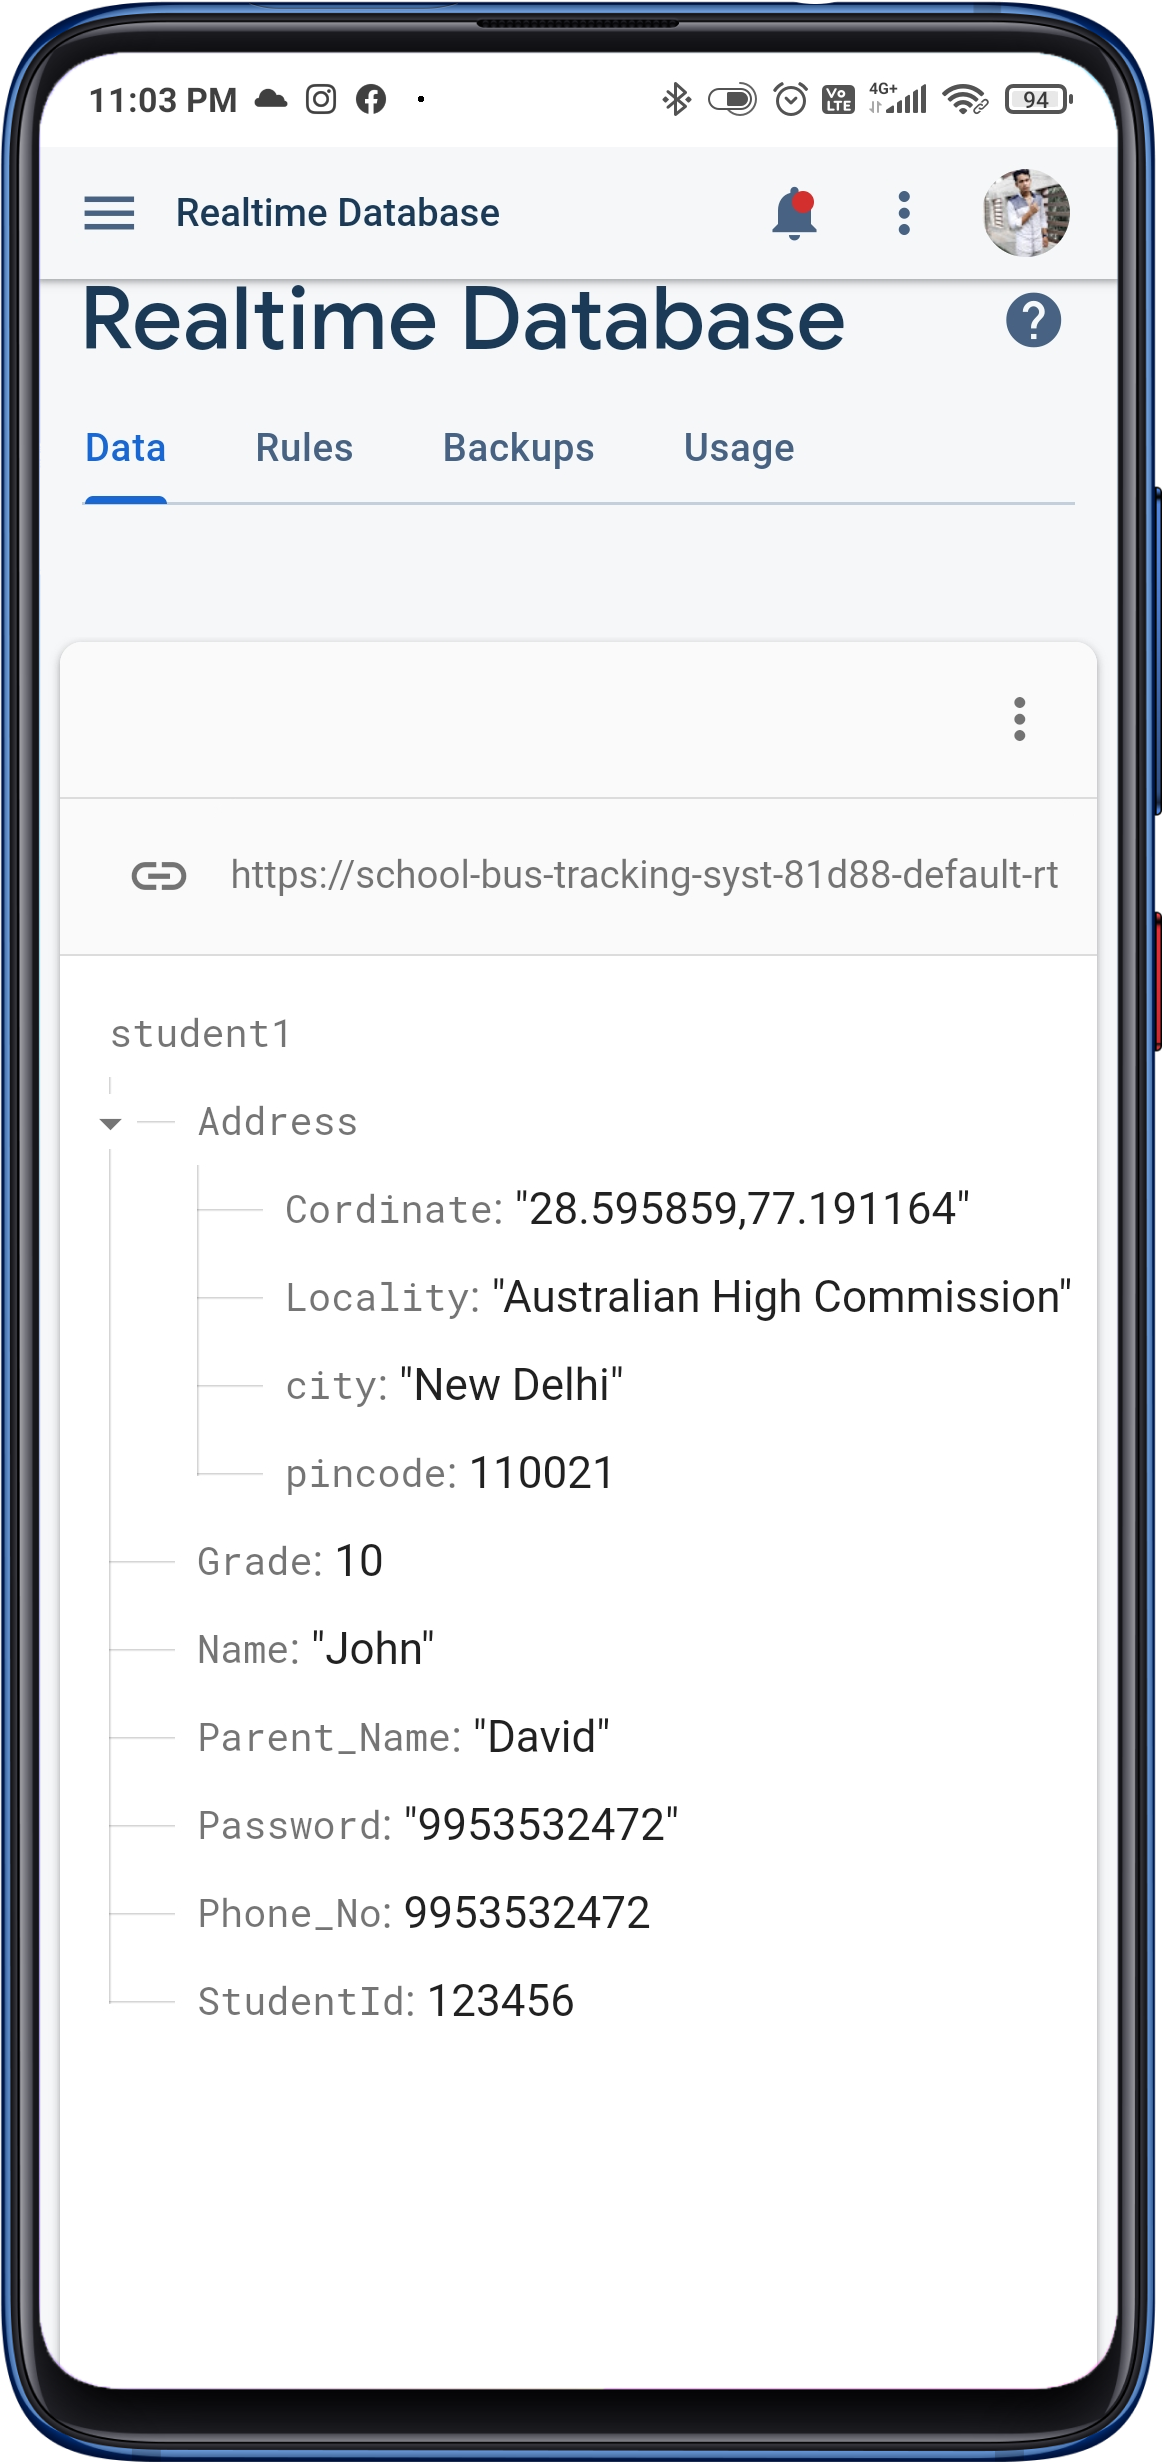 11:03 PM
4G+
Vo
LTE
94
Realtime Database
Realtime Database
?
Data Rules Backups Usage
https://school-bus-tracking-syst-81d88-default-rt
student1
Address
Cordinate: "28.595859,77.191164"
Locality: "Australian High Commission"
city: "New Delhi"
pincode: 110021
Grade: 10
Name: "John"
Parent_Name: "David"
Password: "9953532472"
Phone_No: 9953532472
StudentId: 123456